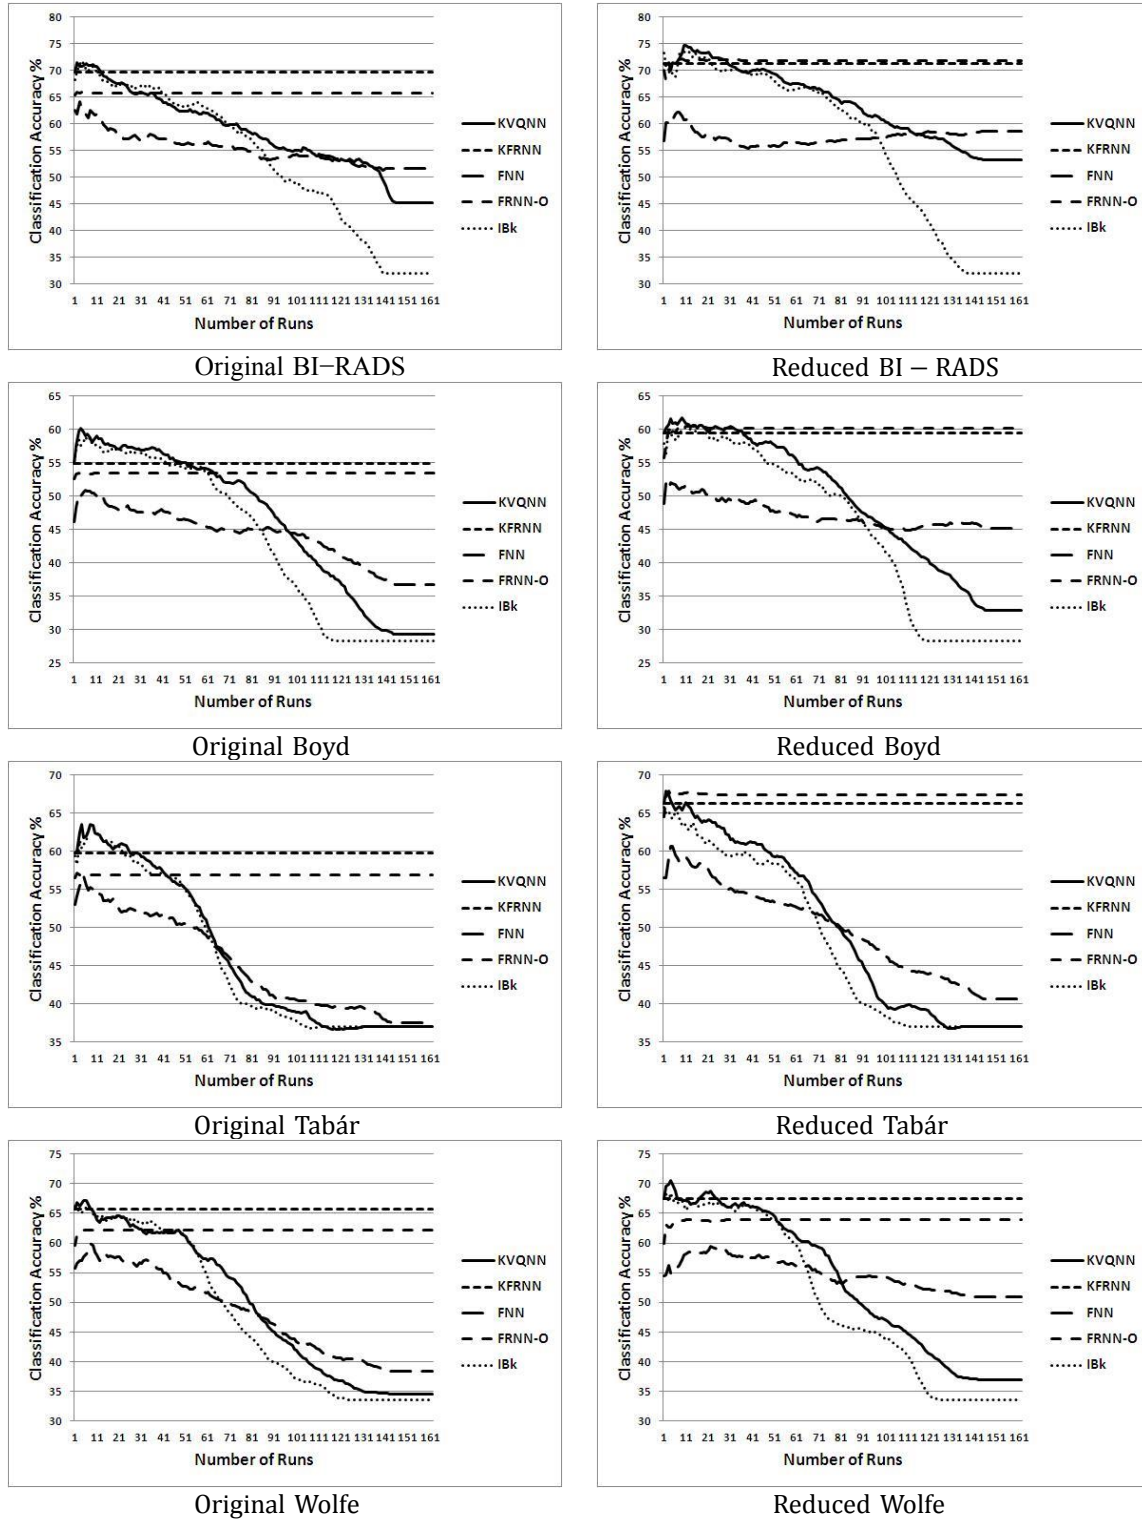 Classification Accuracy %
80
75
70
65
60
55
50
45
40
35
30
1 11 21 31 41 51 61 71 81 91 101 111 121 131 141 151 161
Number of Runs
KVQNN
KFRNN
FNN
FRNN-O
IBk
Original BI–RADS
Classification Accuracy %
80
75
70
65
60
55
50
45
40
35
30
1 11 21 31 41 51 61 71 81 91 101 111 121 131 141 151 161
Number of Runs
KVQNN
KFRNN
FNN
FRNN-O
IBk
Reduced BI – RADS
Classification Accuracy %
65
60
55
50
45
40
35
30
25
1 11 21 31 41 51 61 71 81 91 101 111 121 131 141 151 161
Number of Runs
KVQNN
KFRNN
FNN
FRNN-O
IBk
Original Boyd
Classification Accuracy %
65
60
55
50
45
40
35
30
25
1 11 21 31 41 51 61 71 81 91 101 111 121 131 141 151 161
Number of Runs
KVQNN
KFRNN
FNN
FRNN-O
IBk
Reduced Boyd
Classification Accuracy %
70
65
60
55
50
45
40
35
1 11 21 31 41 51 61 71 81 91 101 111 121 131 141 151 161
Number of Runs
KVQNN
KFRNN
FNN
FRNN-O
IBk
Original Tabár
Classification Accuracy %
70
65
60
55
50
45
40
35
1 11 21 31 41 51 61 71 81 91 101 111 121 131 141 151 161
Number of Runs
KVQNN
KFRNN
FNN
FRNN-O
IBk
Reduced Tabár
Classification Accuracy %
75
70
65
60
55
50
45
40
35
30
1 11 21 31 41 51 61 71 81 91 101 111 121 131 141 151 161
Number of Runs
KVQNN
KFRNN
FNN
FRNN-O
IBk
Original Wolfe
Classification Accuracy %
75
70
65
60
55
50
45
40
35
30
1 11 21 31 41 51 61 71 81 91 101 111 121 131 141 151 161
Number of Runs
KVQNN
KFRNN
FNN
FRNN-O
IBk
Reduced Wolfe